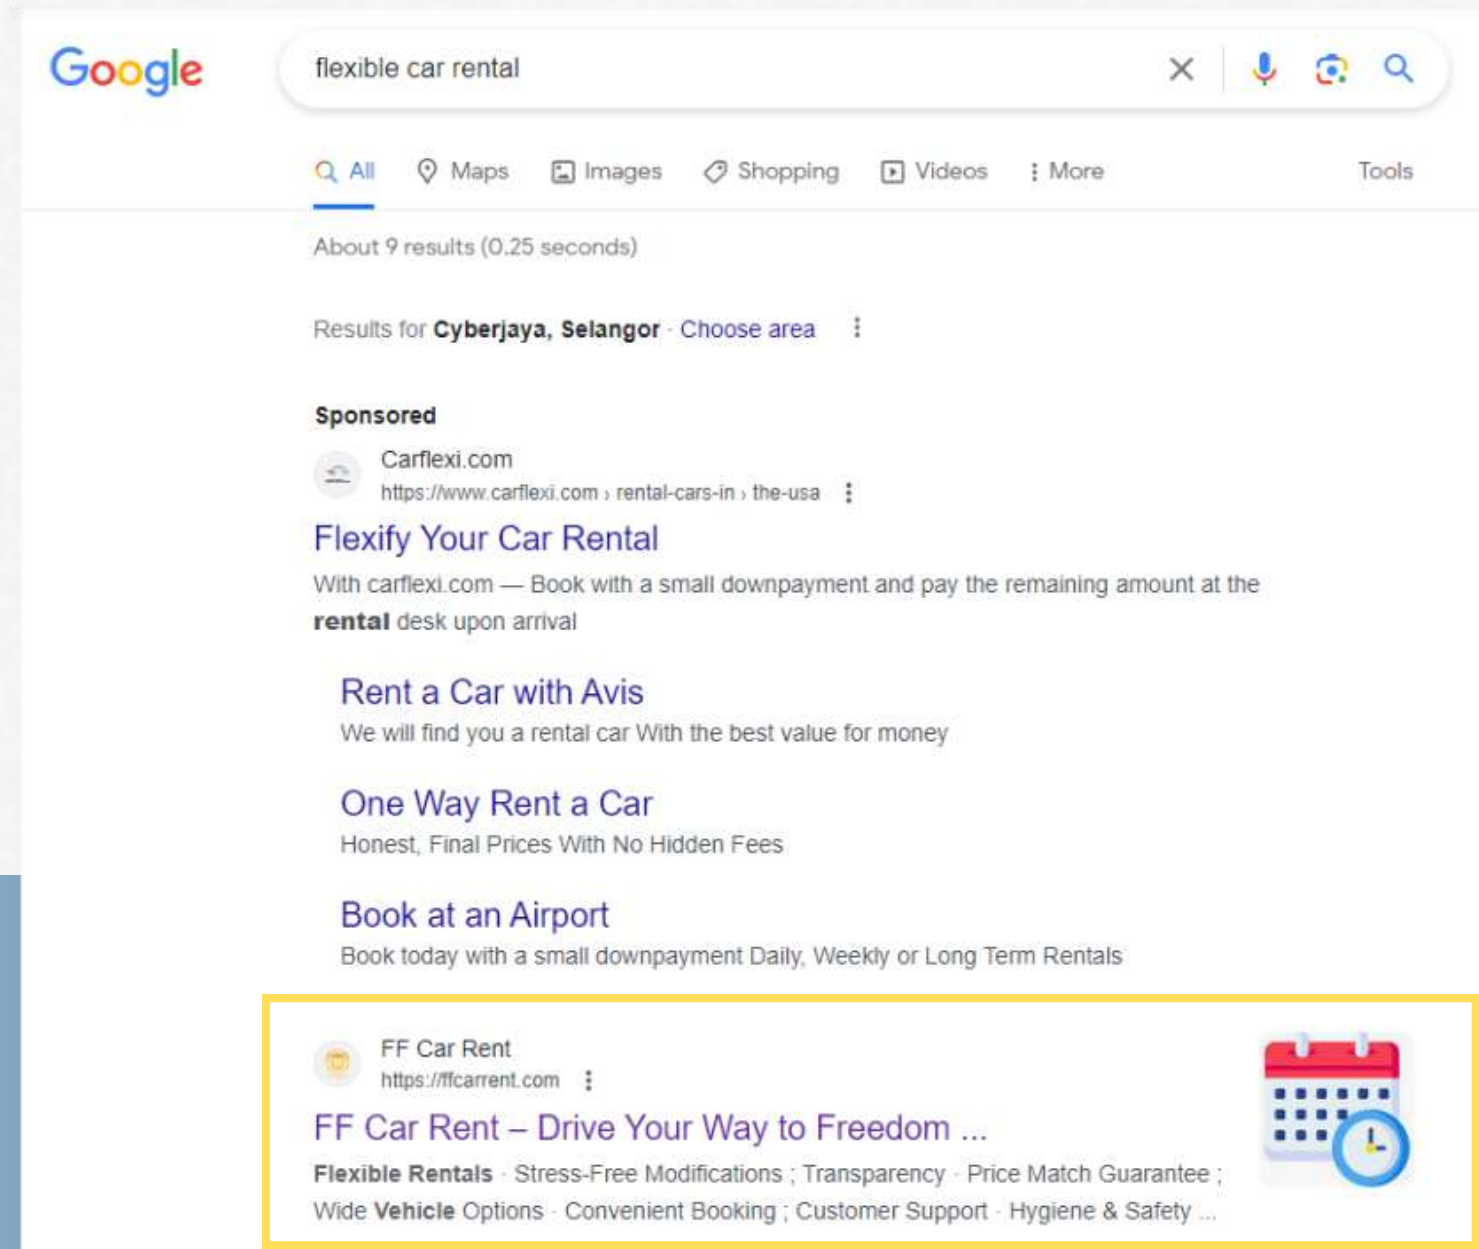 Google
flexible car rental
All Maps Images Shopping Videos More Tools
About 9 results (0.25 seconds)
Results for Cyberjaya, Selangor · Choose area
Sponsored
Carflexi.com
https://www.carflexi.com › rental-cars-in › the-usa
Flexify Your Car Rental
With carflexi.com — Book with a small downpayment and pay the remaining amount at the
rental desk upon arrival
Rent a Car with Avis
We will find you a rental car With the best value for money
One Way Rent a Car
Honest, Final Prices With No Hidden Fees
Book at an Airport
Book today with a small downpayment Daily, Weekly or Long Term Rentals
FF Car Rent
https://ffcarrent.com
FF Car Rent – Drive Your Way to Freedom ...
Flexible Rentals · Stress-Free Modifications ; Transparency · Price Match Guarantee ;
Wide Vehicle Options · Convenient Booking ; Customer Support · Hygiene & Safety ...